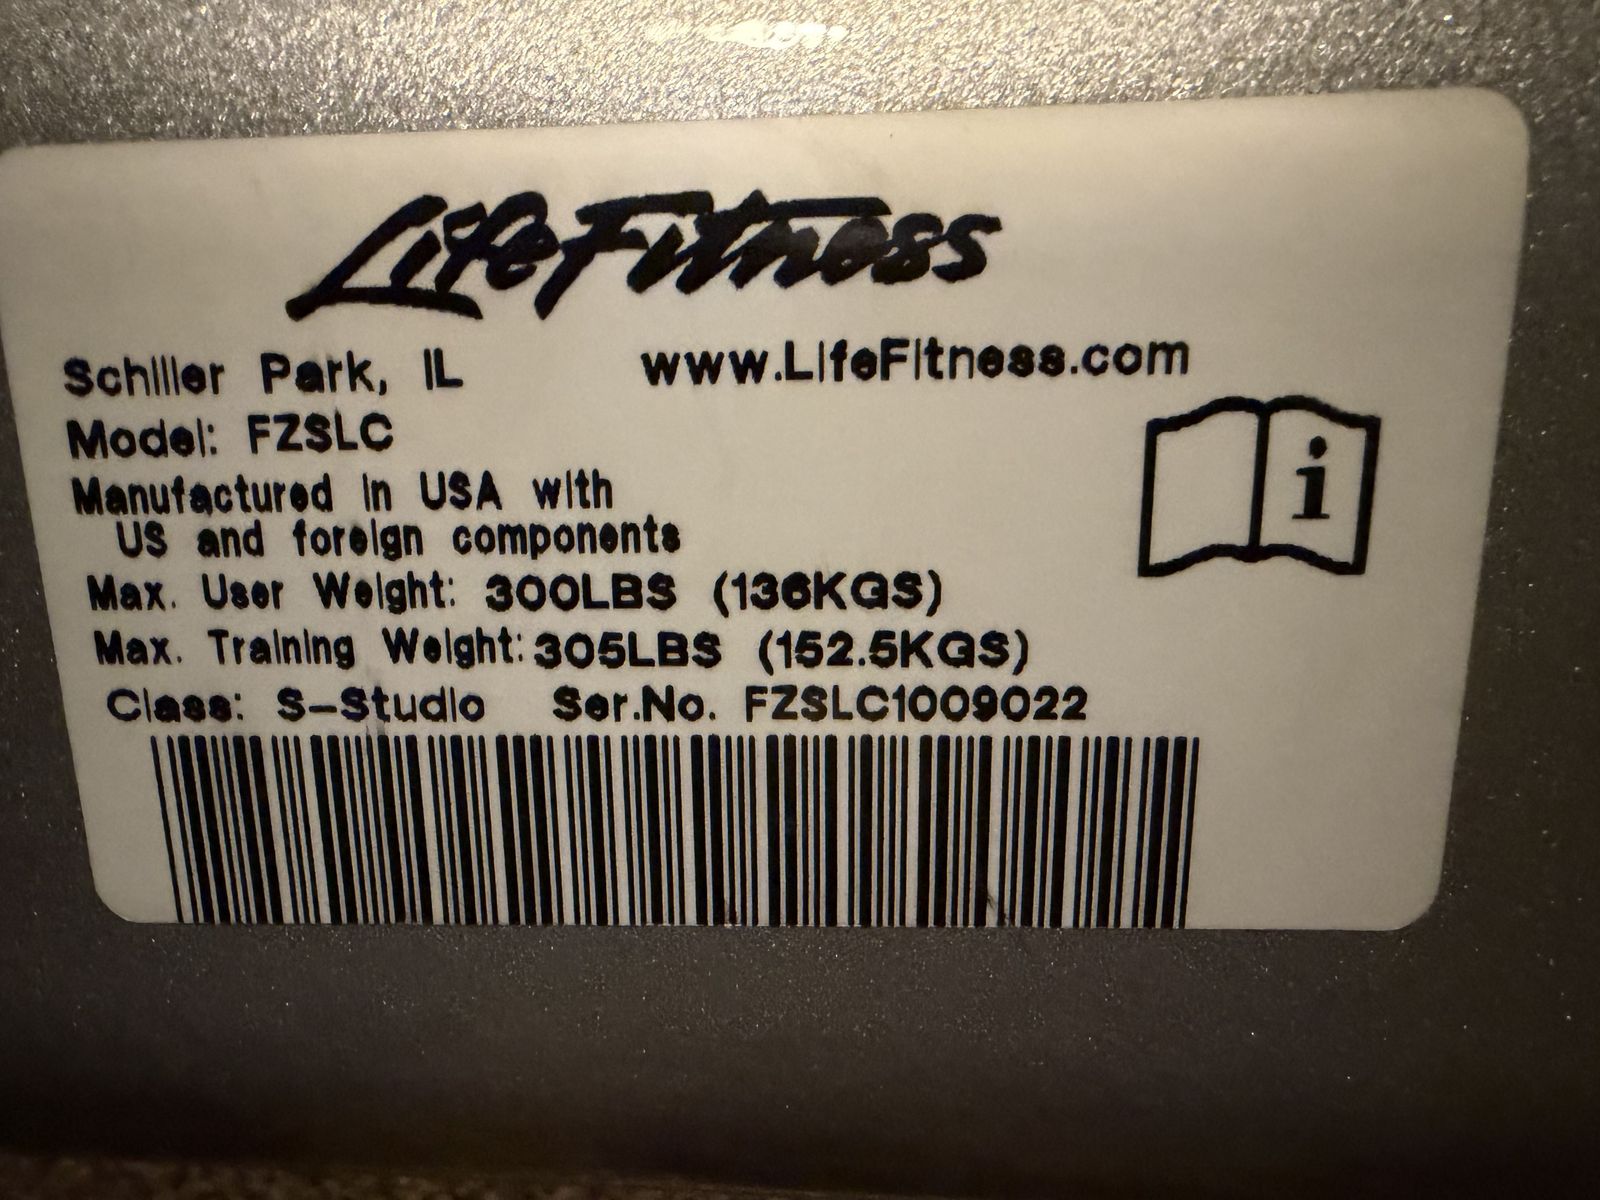 LifeFitness
Schiller Park, IL www.LifeFitness.com
Model: FZSLC
Manufactured in USA with
US and foreign components
Max. User Weight: 300LBS (136KGS)
Max. Training Weight: 305LBS (152.5KGS)
Class: S-Studio Ser.No. FZSLC1009022
i